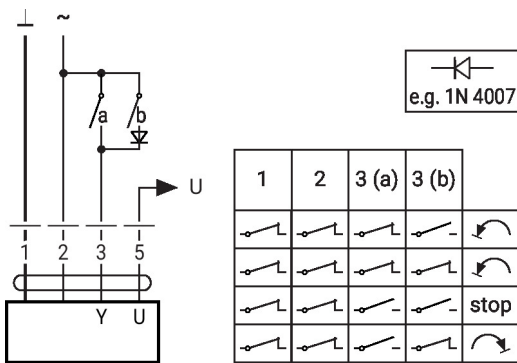 ⊥ ~
a b
e.g. 1N 4007
U
1 2 3 5
Y U
1 2 3 (a) 3 (b)
stop